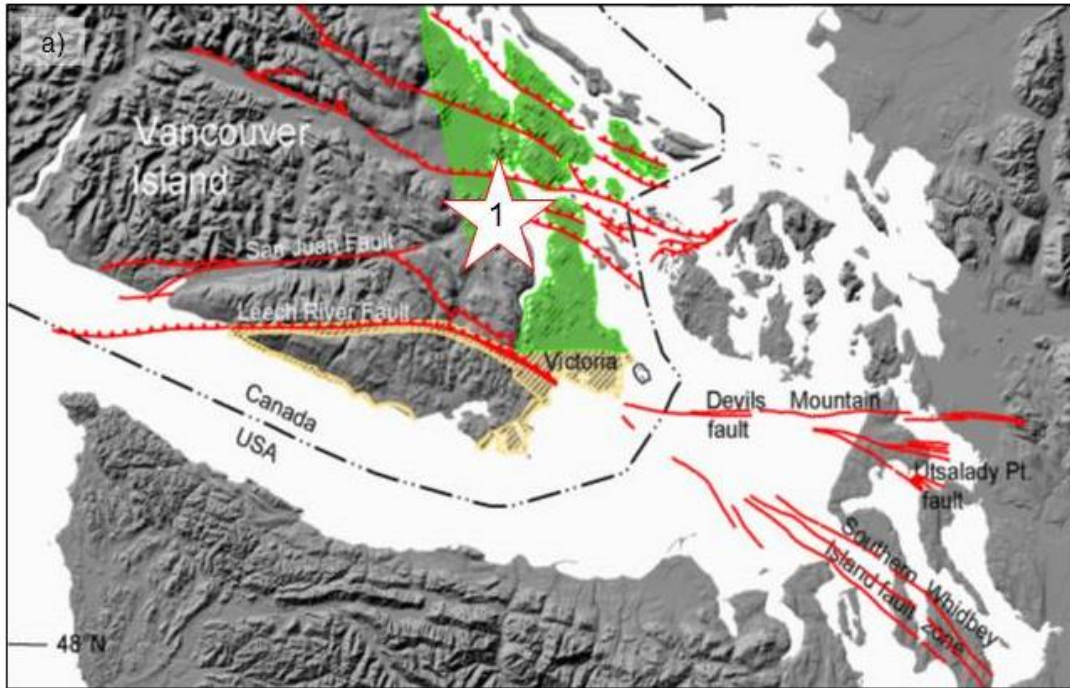 a)
Vancouver
Island
1
San Juan Fault
Leech River Fault
Victoria
Canada
USA
Devils Mountain
fault
Utsalady Pt.
fault
Southern Whidbey
Island fault zone
48°N